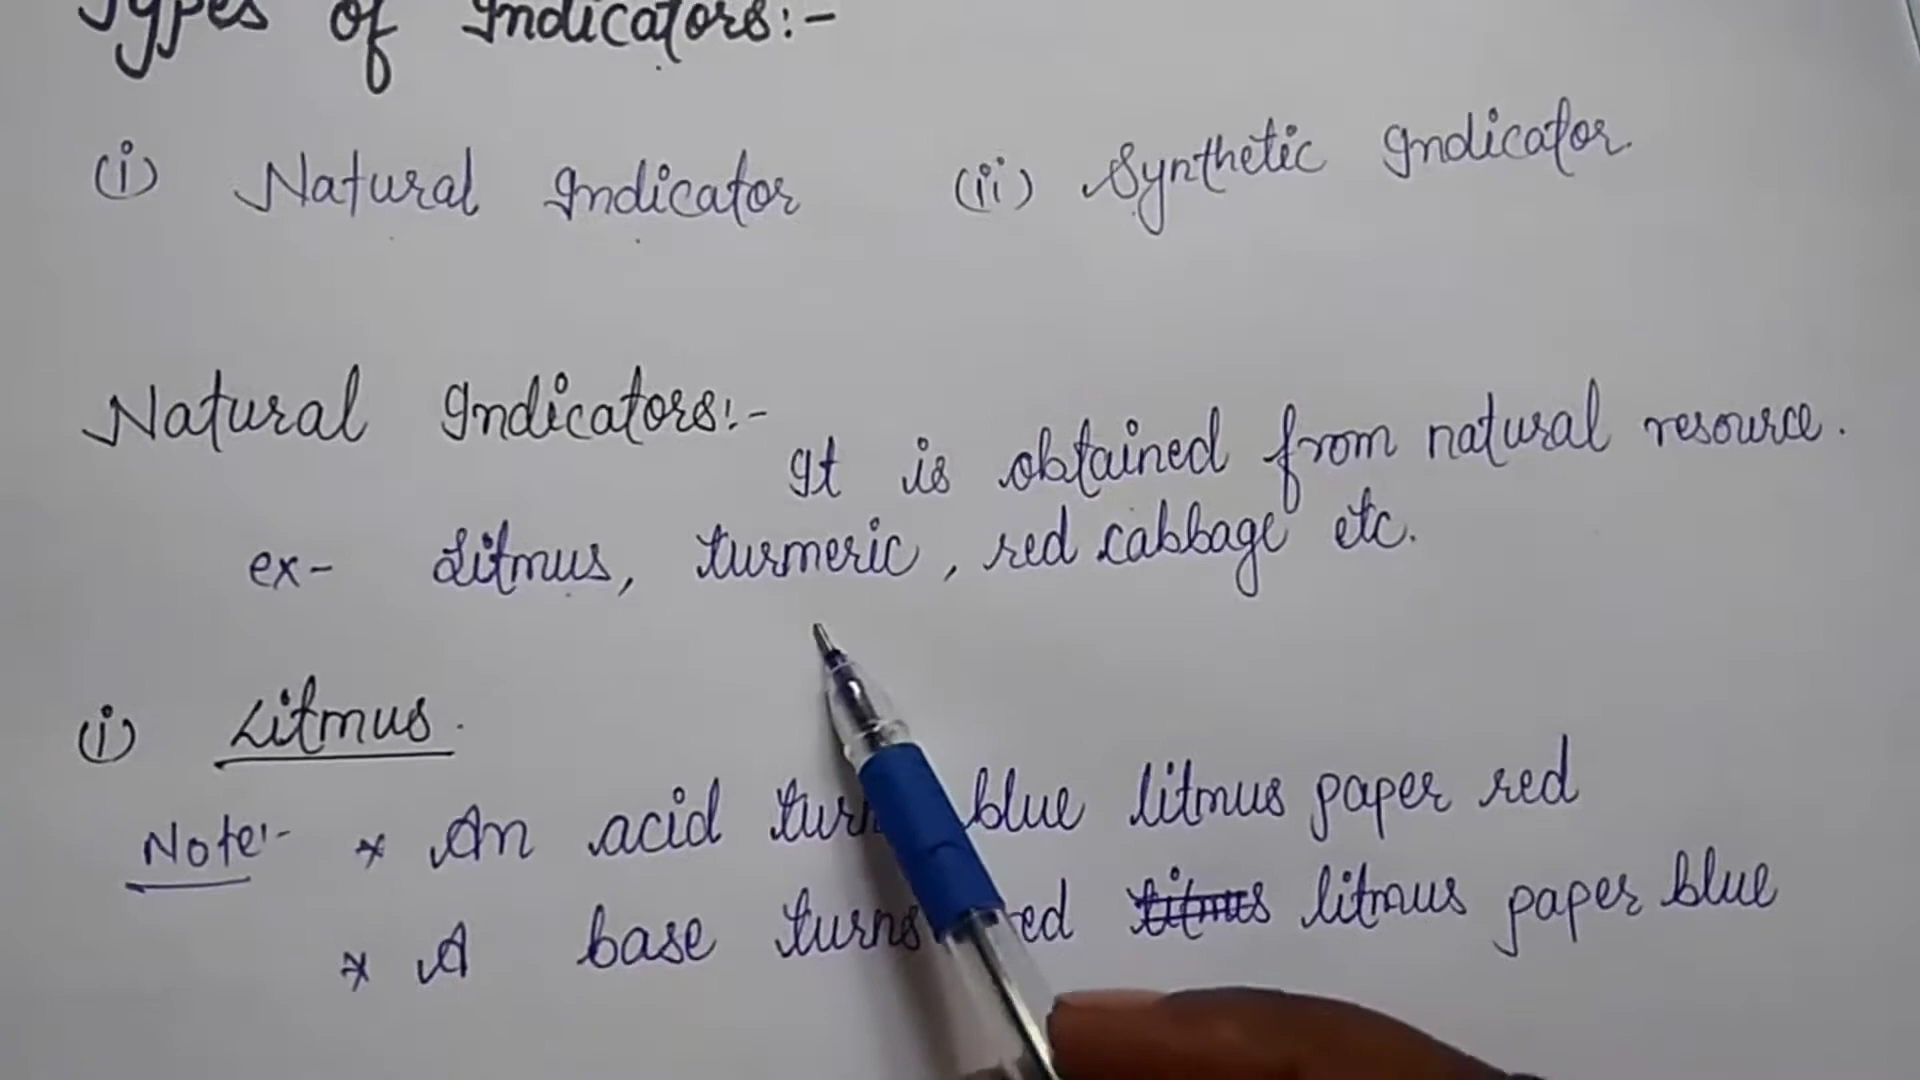 Types of Indicators:-
(i) Natural Indicator (ii) Synthetic Indicator.
Natural Indicators:-
It is obtained from natural resource.
ex- Litmus, turmeric, red cabbage etc.
(i) Litmus.
Note:- * An acid blue litmus paper red
* A base turns litmus paper blue